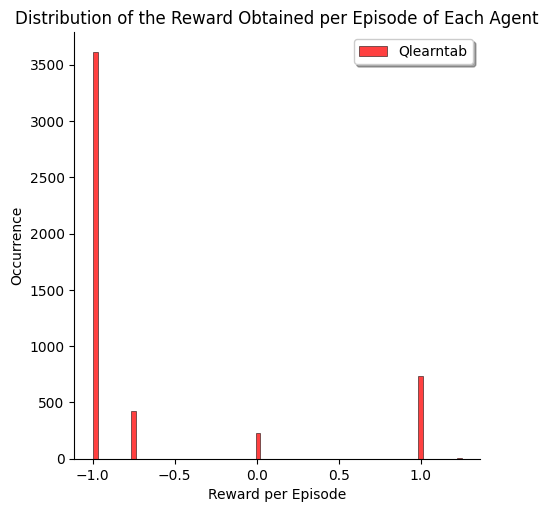 Distribution of the Reward Obtained per Episode of Each Agent
Qlearntab
3500
3000
2500
2000
1500
1000
500
0
Occurrence
−1.0 −0.5 0.0 0.5 1.0
Reward per Episode